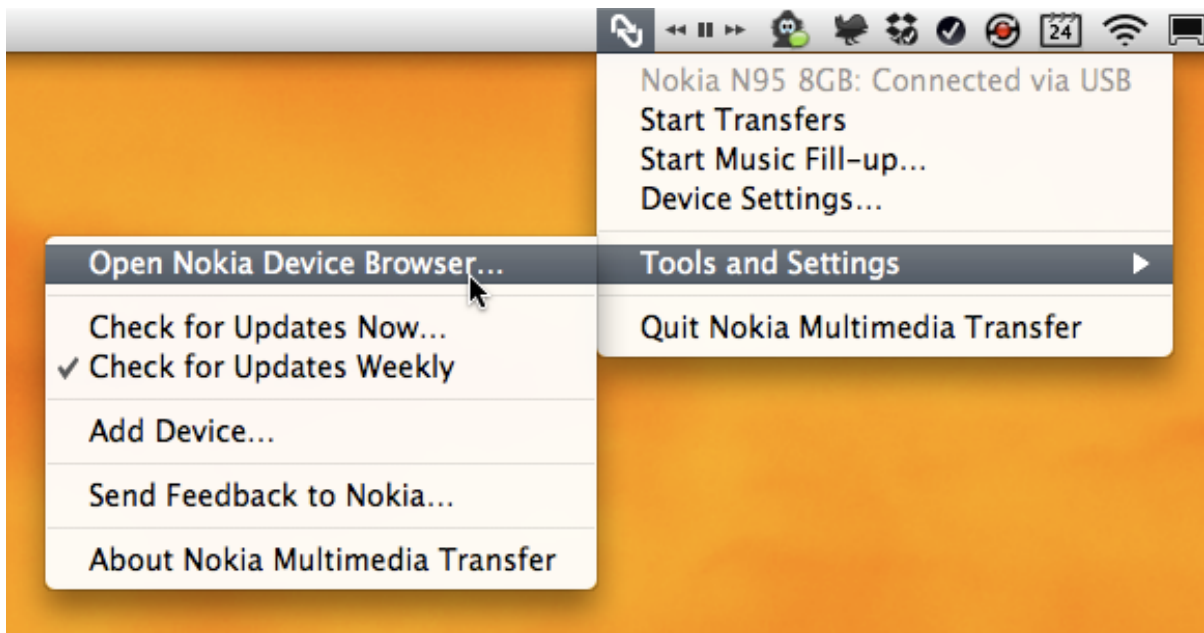 24
Nokia N95 8GB: Connected via USB
Start Transfers
Start Music Fill-up...
Device Settings...
Tools and Settings
Quit Nokia Multimedia Transfer
Open Nokia Device Browser...
Check for Updates Now...
Check for Updates Weekly
Add Device...
Send Feedback to Nokia...
About Nokia Multimedia Transfer